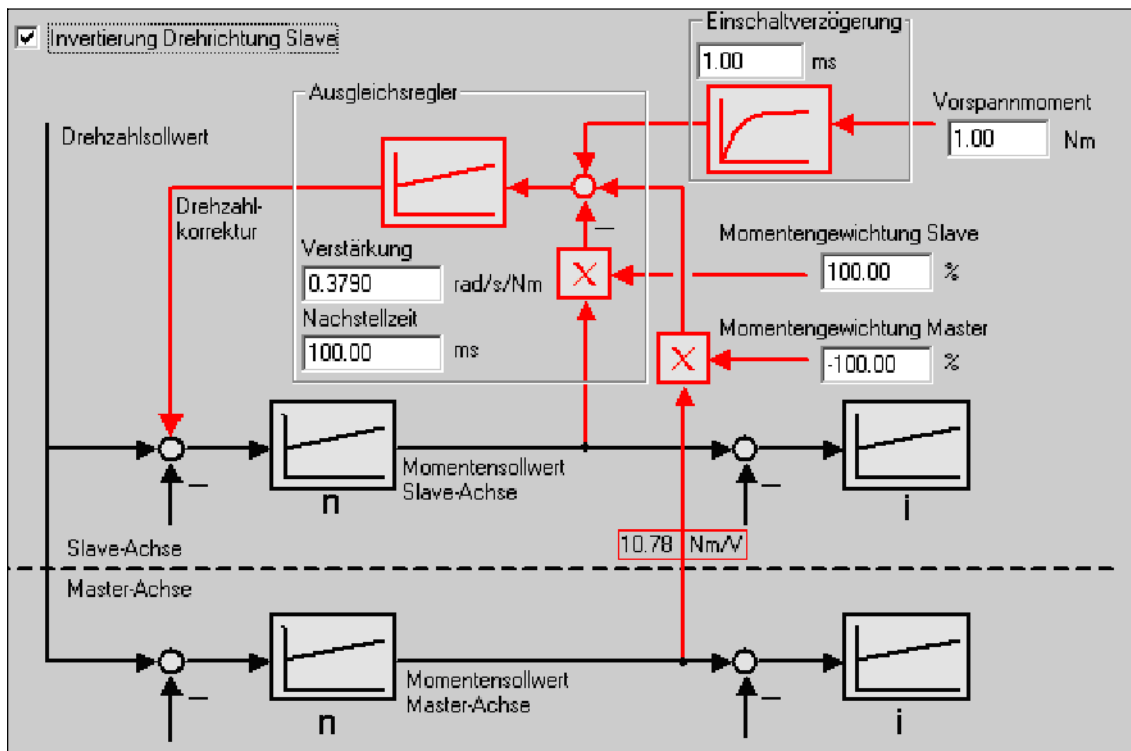 Invertierung Drehrichtung Slave
Einschaltverzögerung
1.00 ms
Ausgleichsregler
Vorspannmoment
1.00 Nm
Drehzahlsollwert
Drehzahl-
korrektur
Verstärkung
0.3790 rad/s/Nm
Nachstellzeit
100.00 ms
X
Momentengewichtung Slave
100.00 %
X
Momentengewichtung Master
-100.00 %
n
Momentensollwert
Slave-Achse
i
10.78 Nm/V
Slave-Achse
Master-Achse
n
Momentensollwert
Master-Achse
i